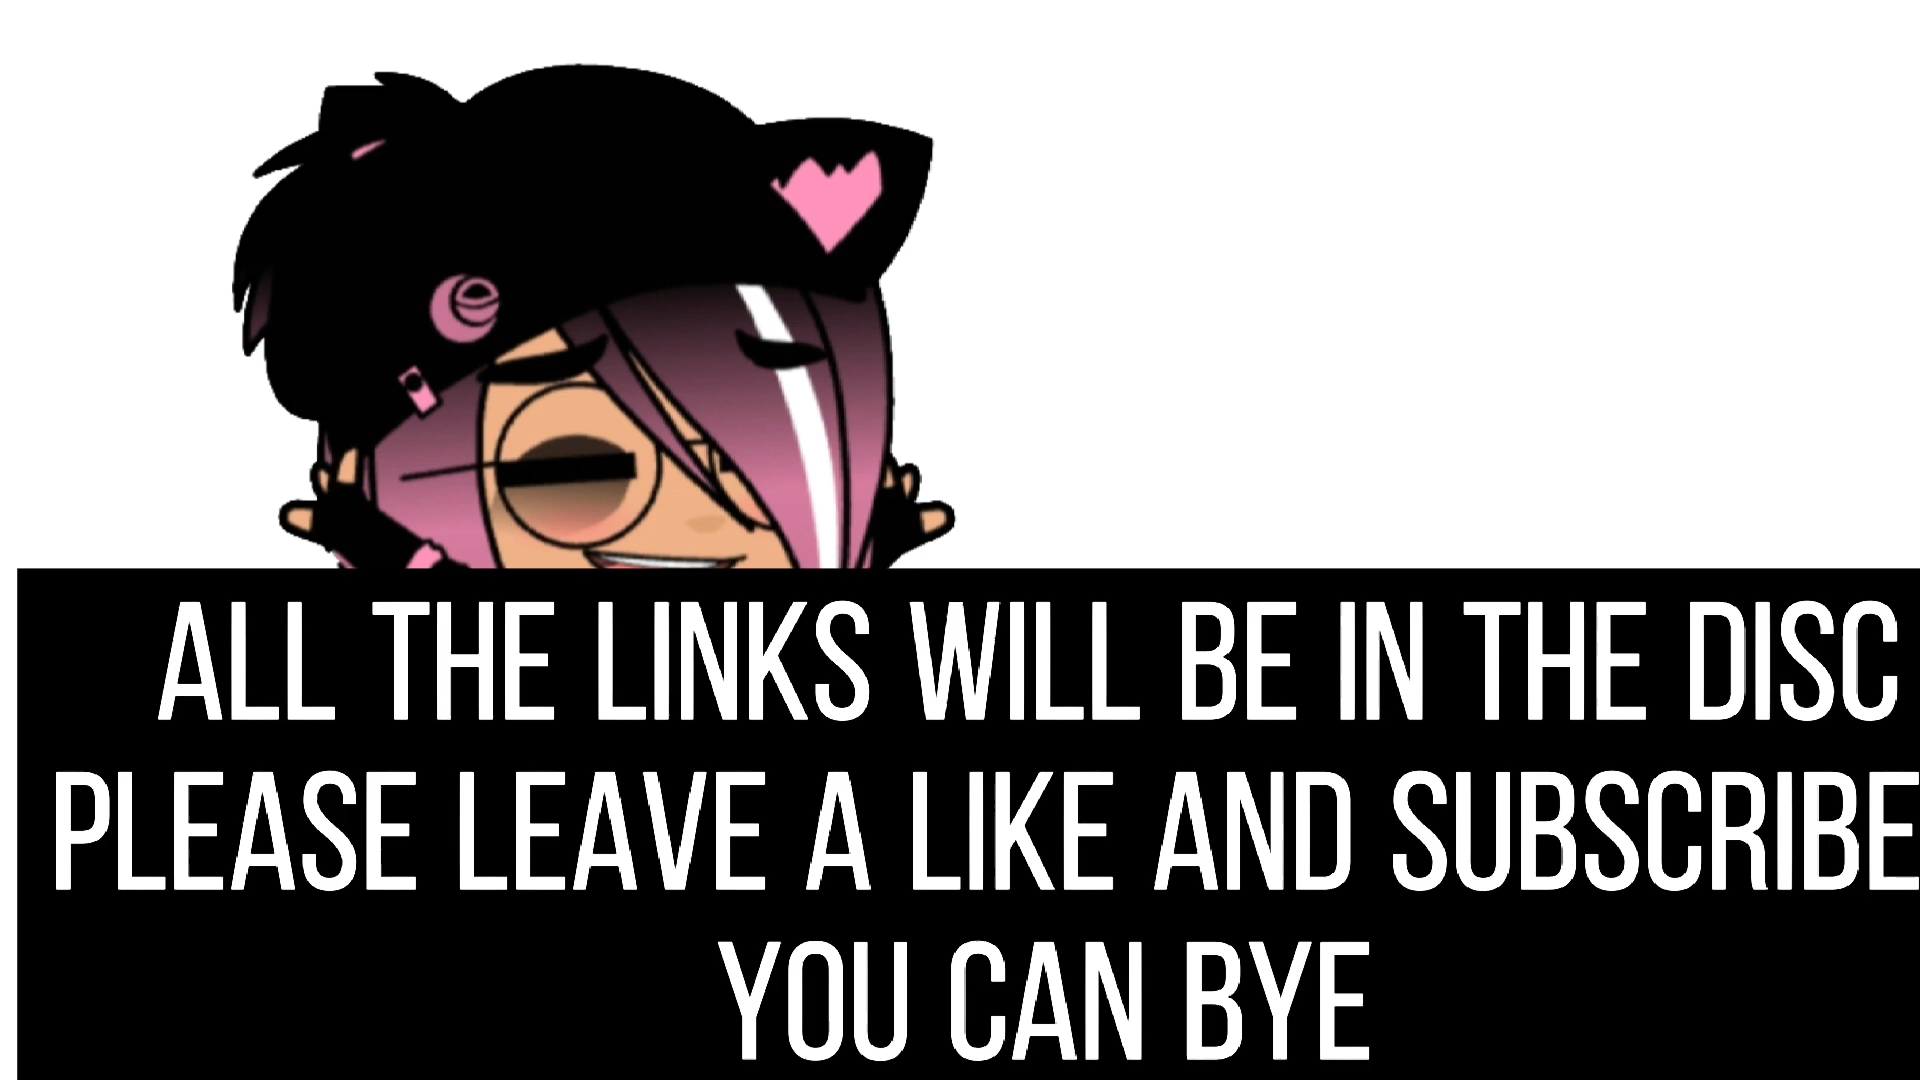 ALL THE LINKS WILL BE IN THE DISC
PLEASE LEAVE A LIKE AND SUBSCRIBE
YOU CAN BYE